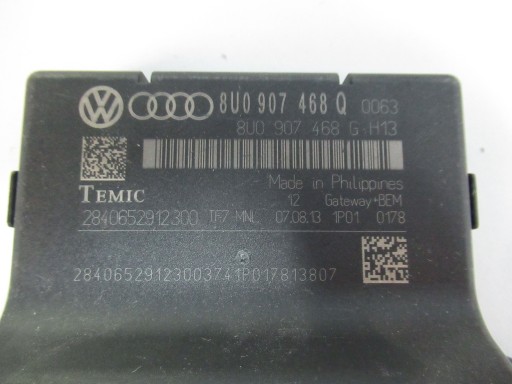 8U0 907 468 Q 0063
8U0 907 468 G H13
TEMIC
Made in Philippines
12 Gateway+BEM
2840652912300 TR7-MNL 07.08.13 1P01 0178
28406529123003741P017813807